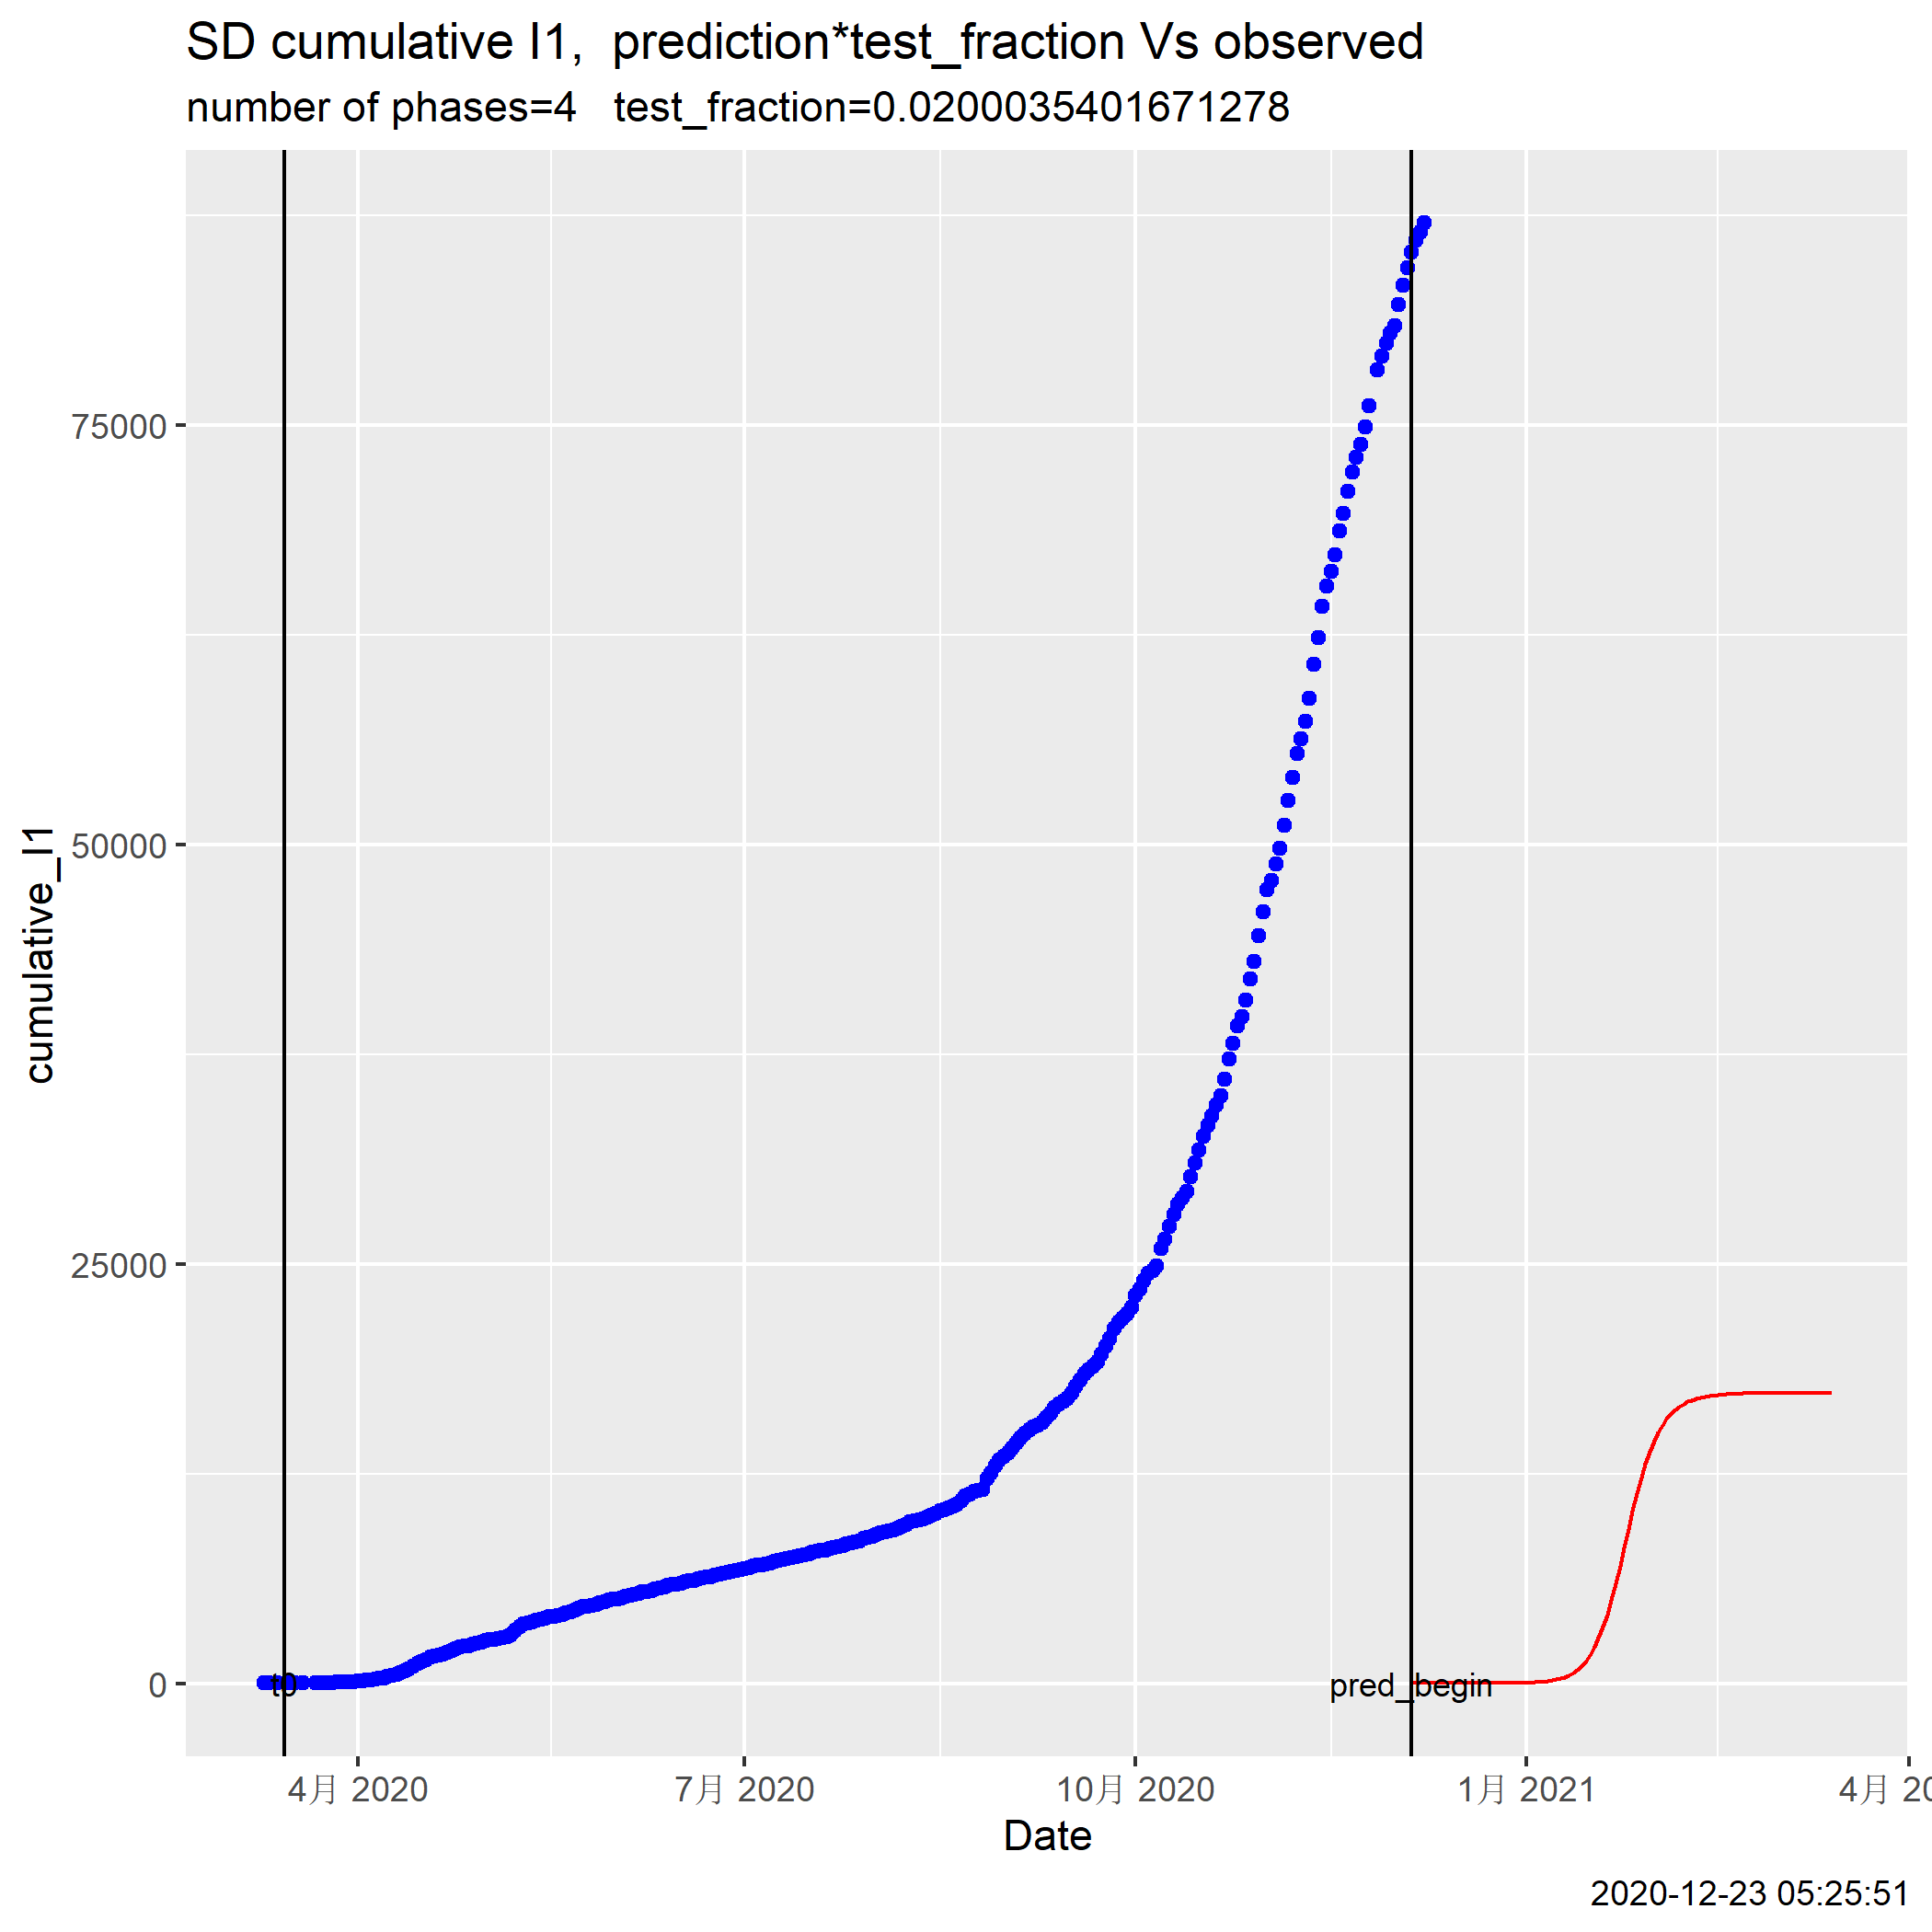 SD cumulative I1,  prediction*test_fraction Vs observed
number of phases=4   test_fraction=0.0200035401671278
cumulative_I1
75000
50000
25000
0
t0
pred_begin
4月 2020
7月 2020
10月 2020
1月 2021
4月 20
Date
2020-12-23 05:25:51